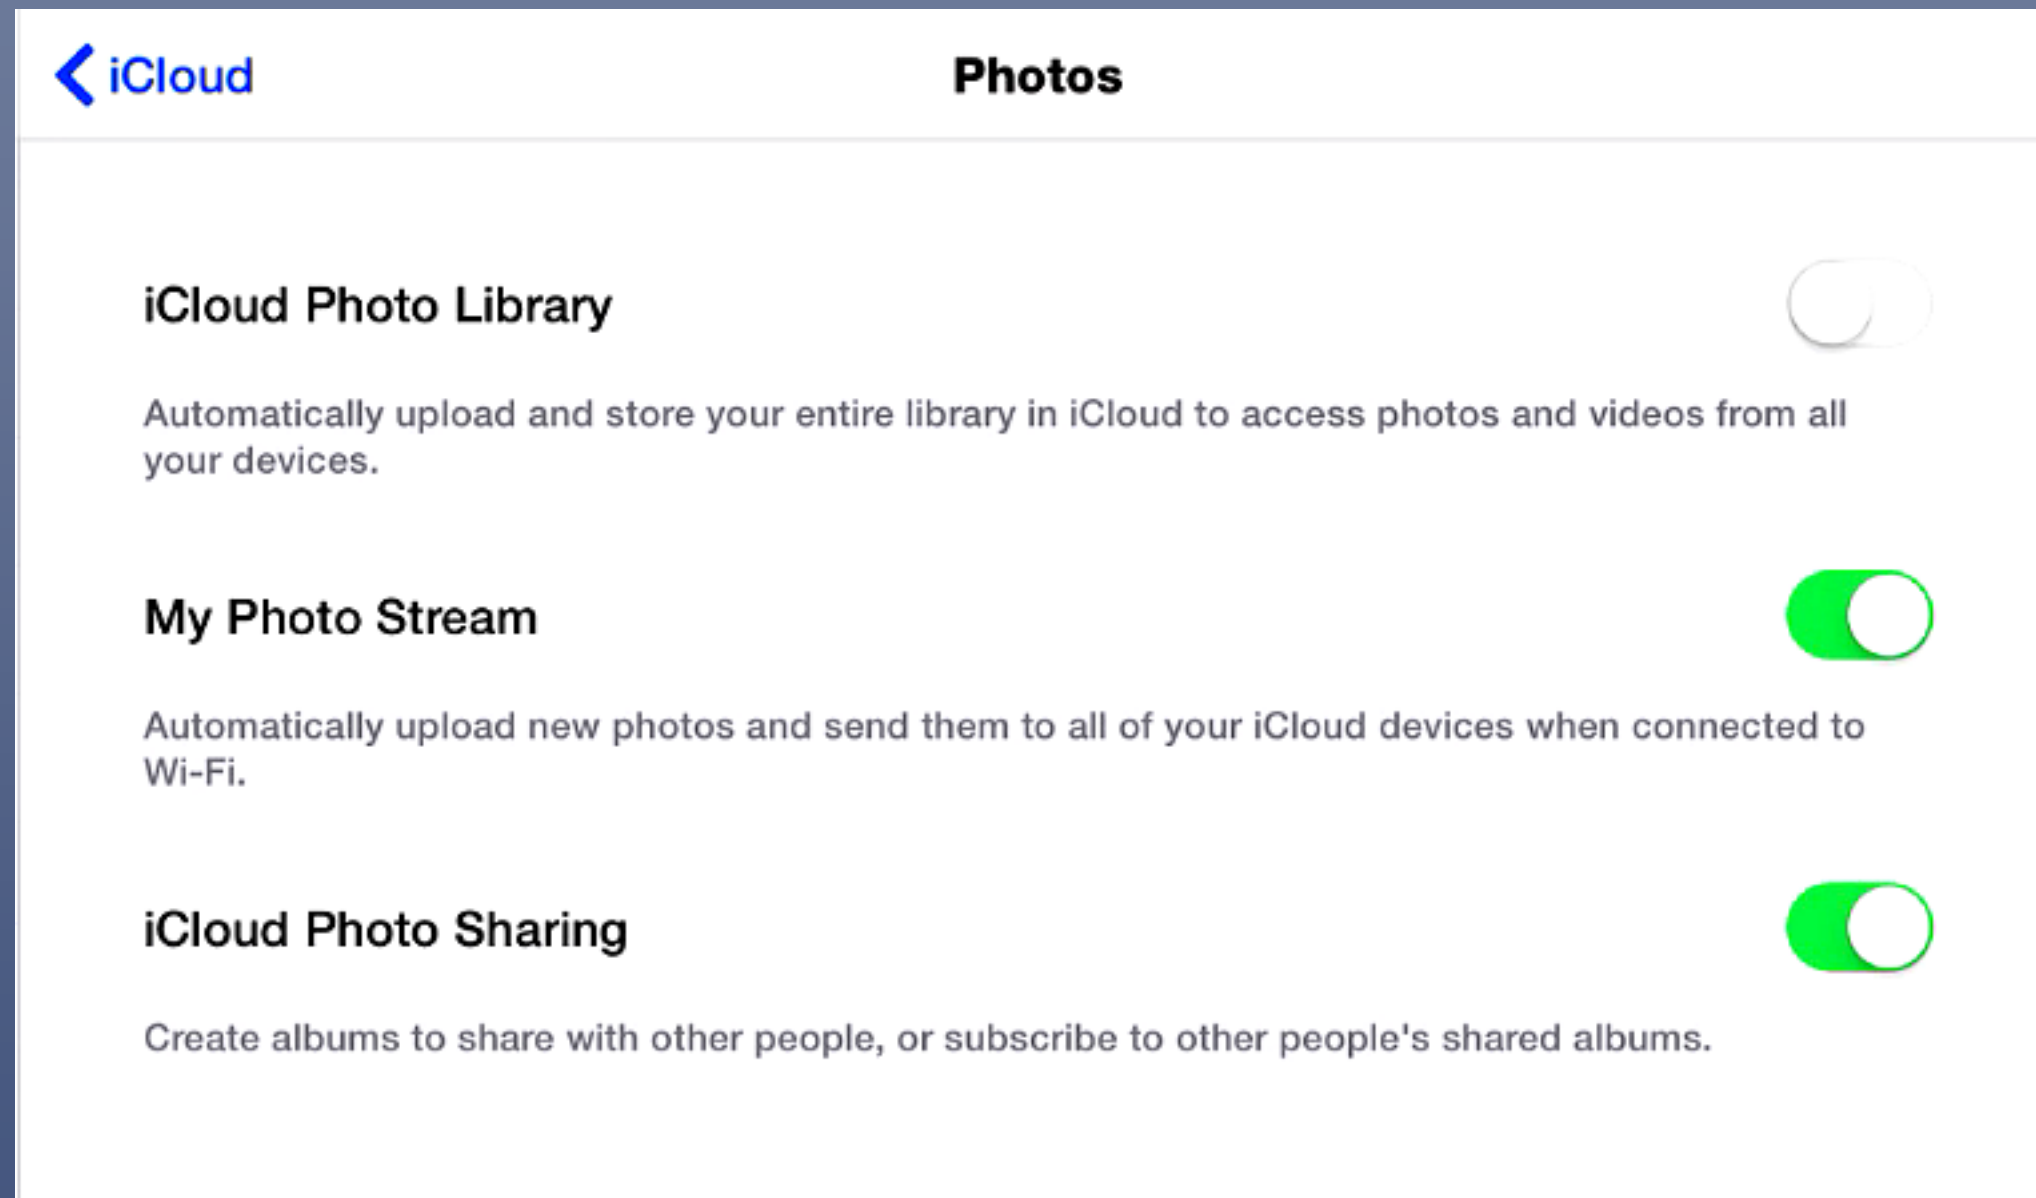 iCloud
Photos
iCloud Photo Library
Automatically upload and store your entire library in iCloud to access photos and videos from all
your devices.
My Photo Stream
Automatically upload new photos and send them to all of your iCloud devices when connected to
Wi-Fi.
iCloud Photo Sharing
Create albums to share with other people, or subscribe to other people's shared albums.